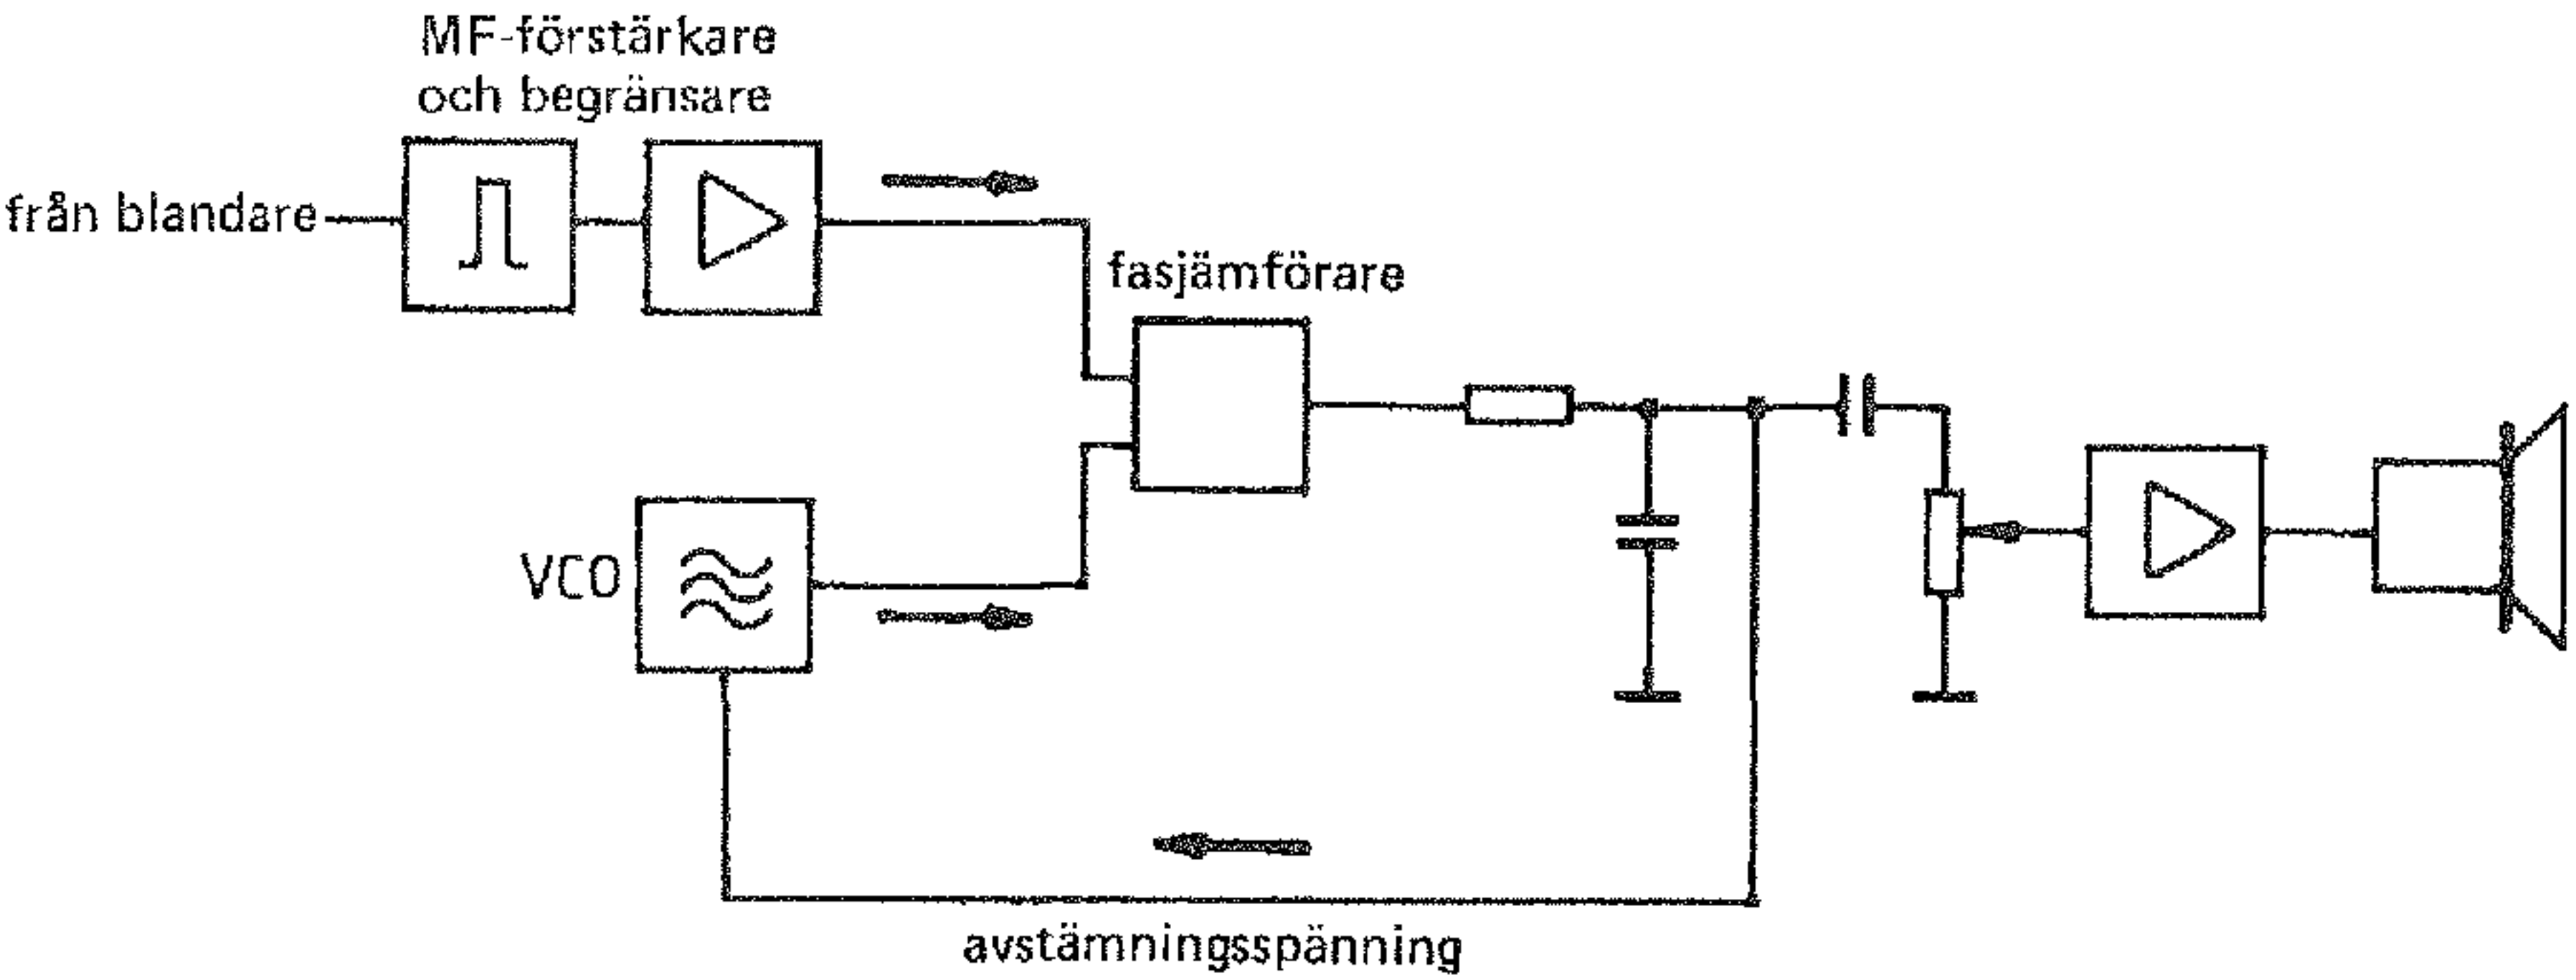 MF-förstärkare
och begränsare
från blandare
fasjämförare
VCO
avstämningsspänning